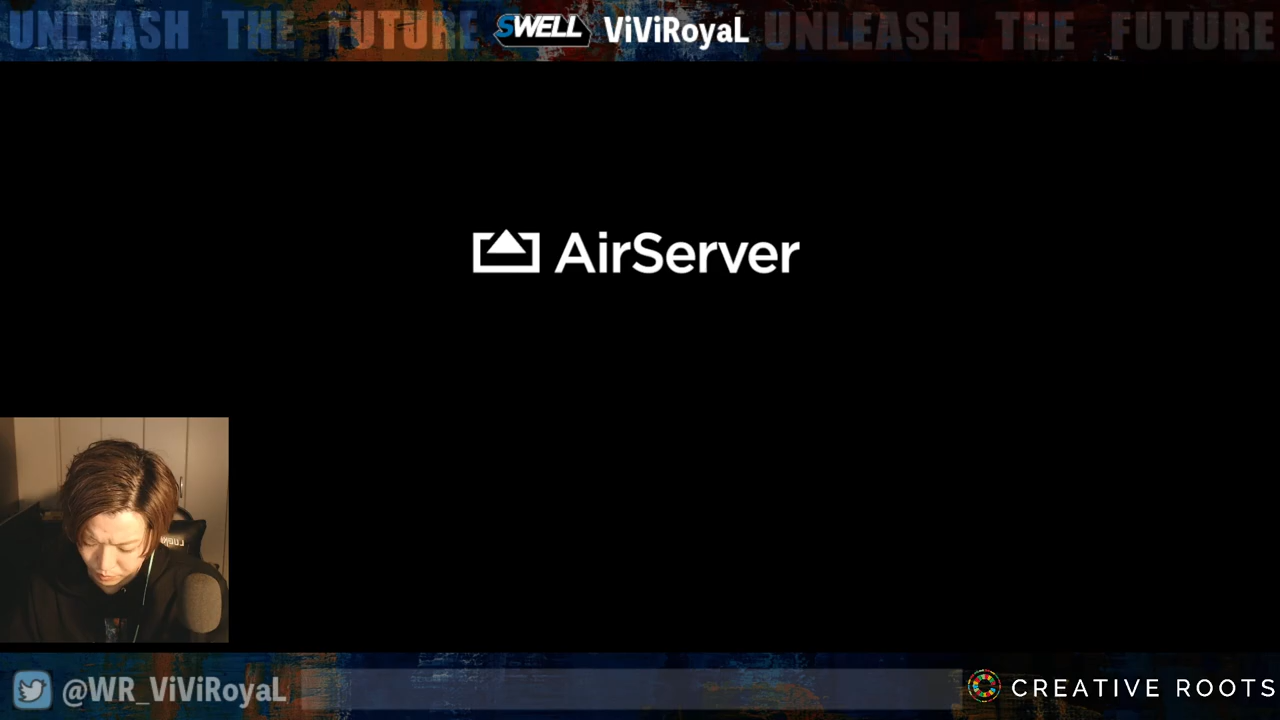 UNLEASH THE FUTURE SWELL ViViRoyaL UNLEASH THE FUTURE
AirServer
@WR_ViViRoyaL
CREATIVE ROOTS